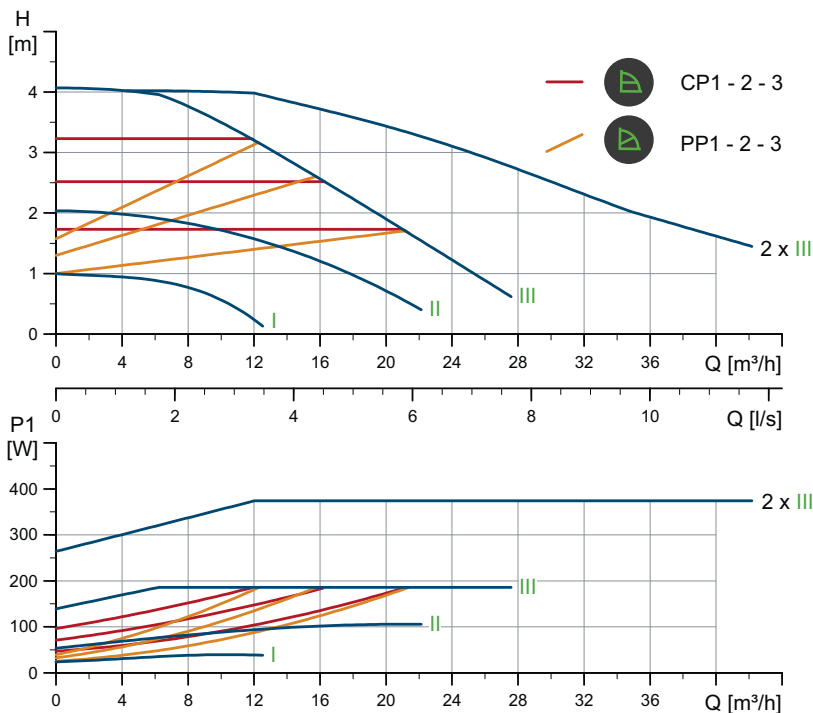 H
[m]
4
3
2
1
0
CP1 - 2 - 3
PP1 - 2 - 3
2 x III
III
II
I
0 4 8 12 16 20 24 28 32 36 Q [m³/h]
0 2 4 6 8 10 Q [l/s]
P1
[W]
400
300
200
100
0
2 x III
III
II
I
0 4 8 12 16 20 24 28 32 36 Q [m³/h]